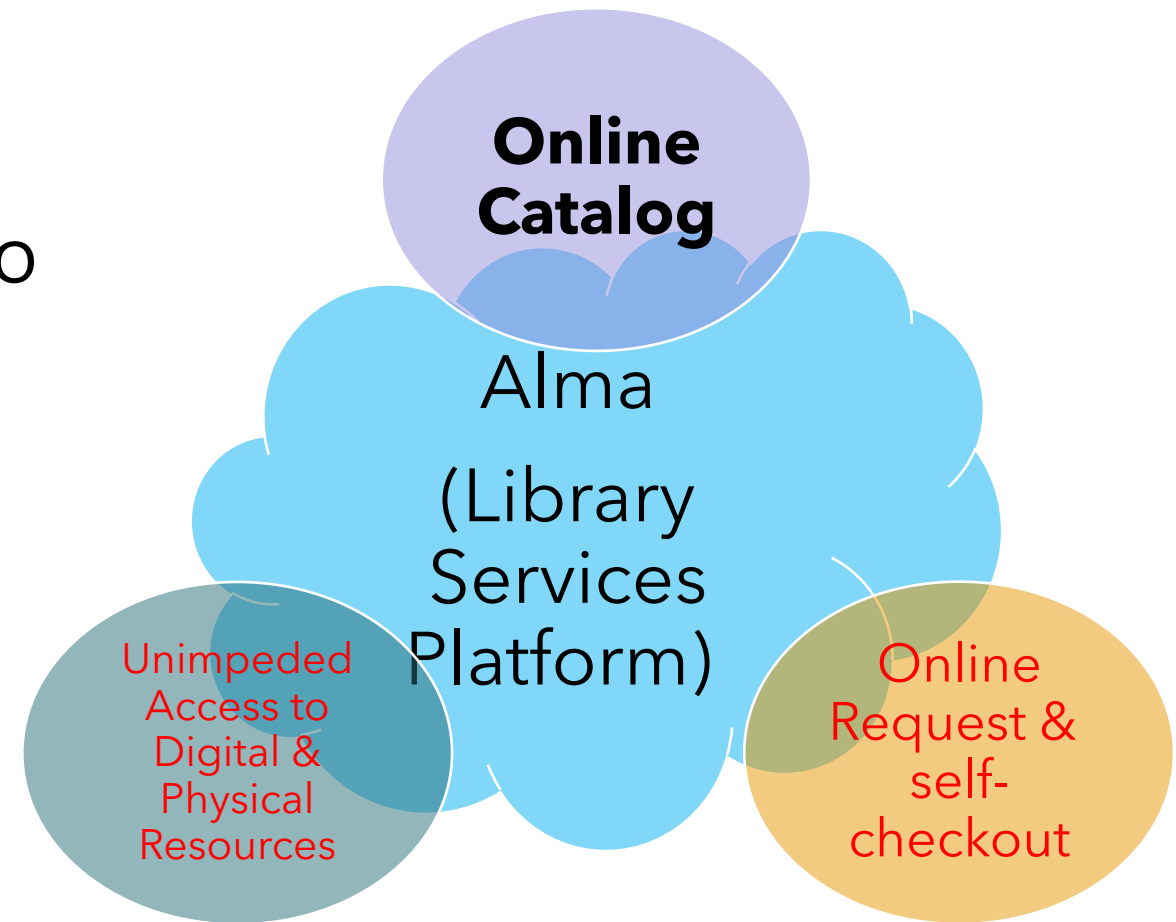 Online
Catalog
o
Alma
(Library
Services
Platform)
Unimpeded
Access to
Digital &
Physical
Resources
Online
Request &
self-
checkout